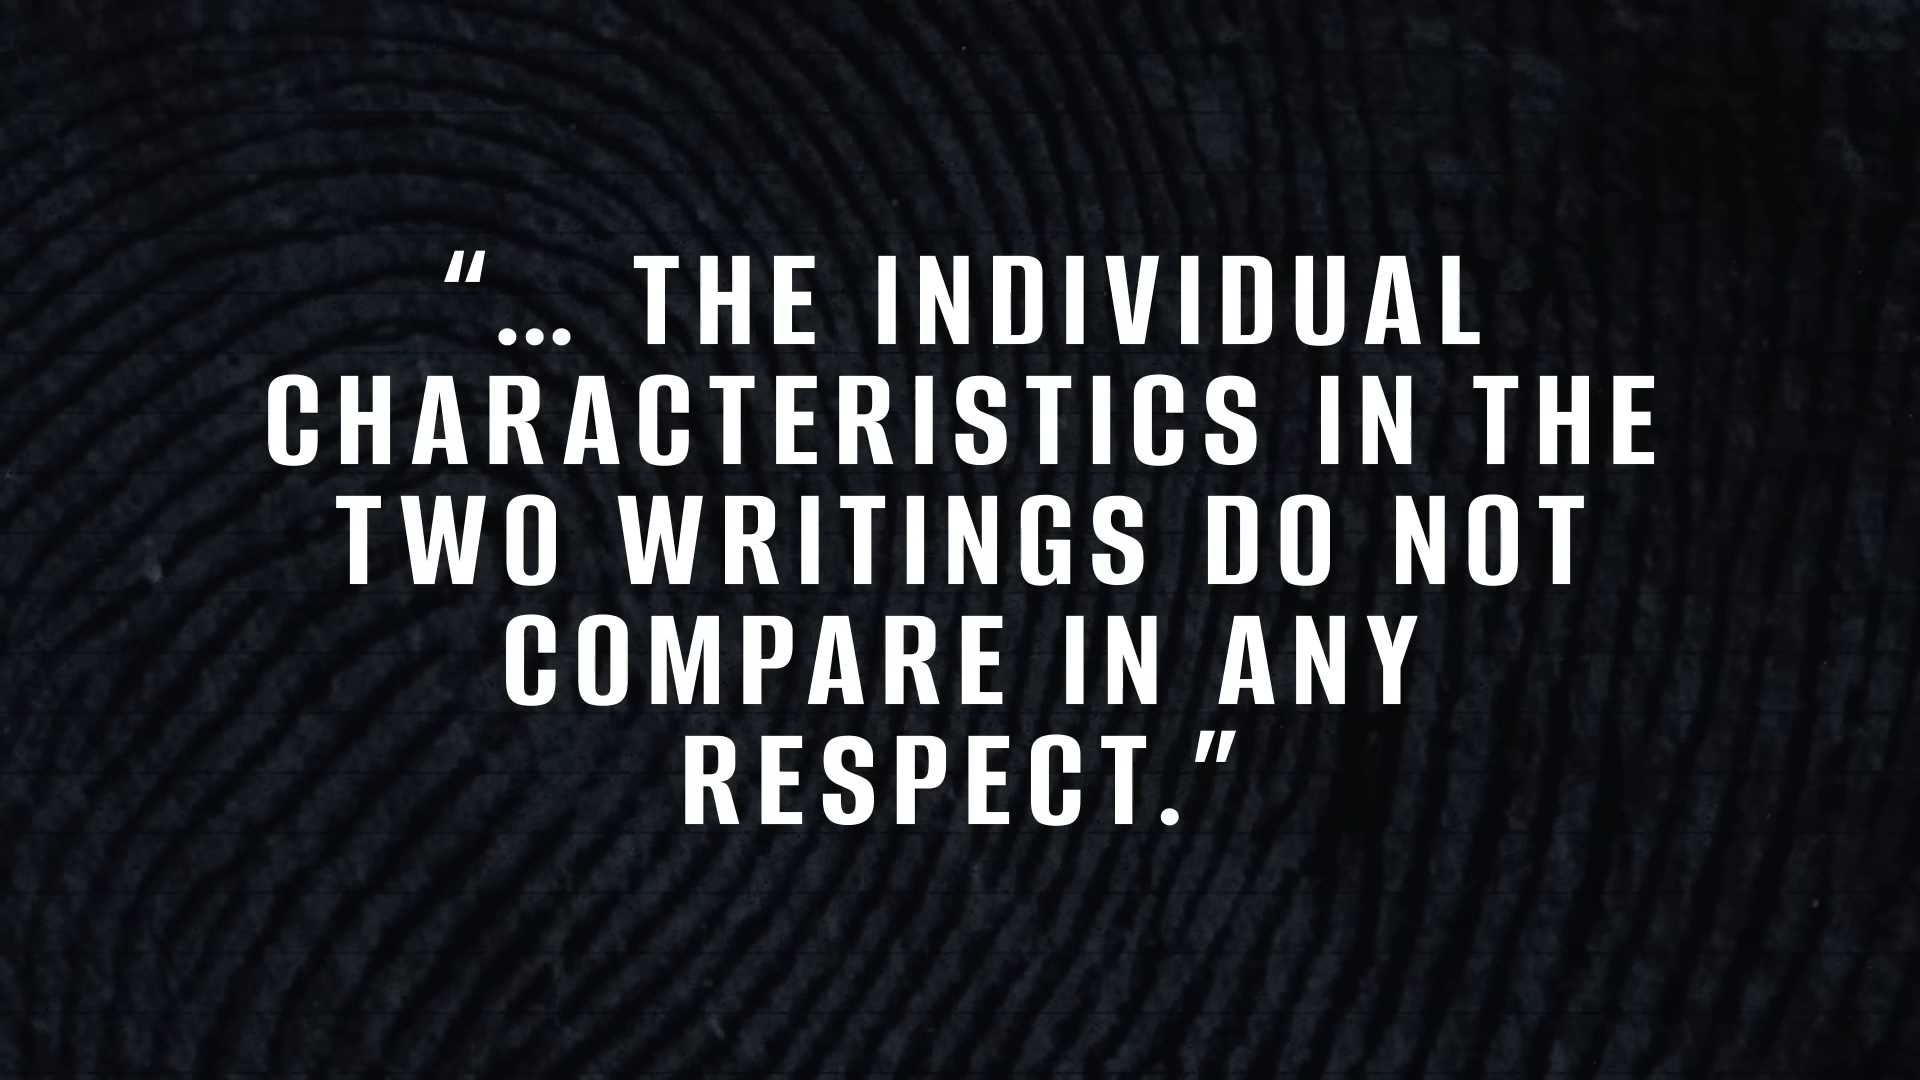 “… THE INDIVIDUAL
CHARACTERISTICS IN THE
TWO WRITINGS DO NOT
COMPARE IN ANY
RESPECT.”